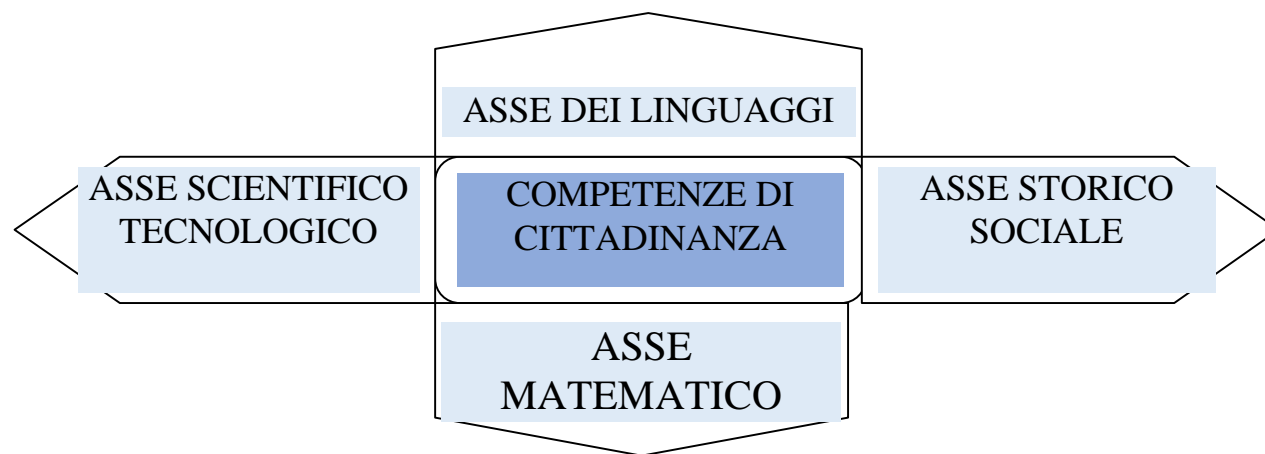 ASSE DEI LINGUAGGI
ASSE SCIENTIFICO
TECNOLOGICO
COMPETENZE DI
CITTADINANZA
ASSE STORICO
SOCIALE
ASSE
MATEMATICO